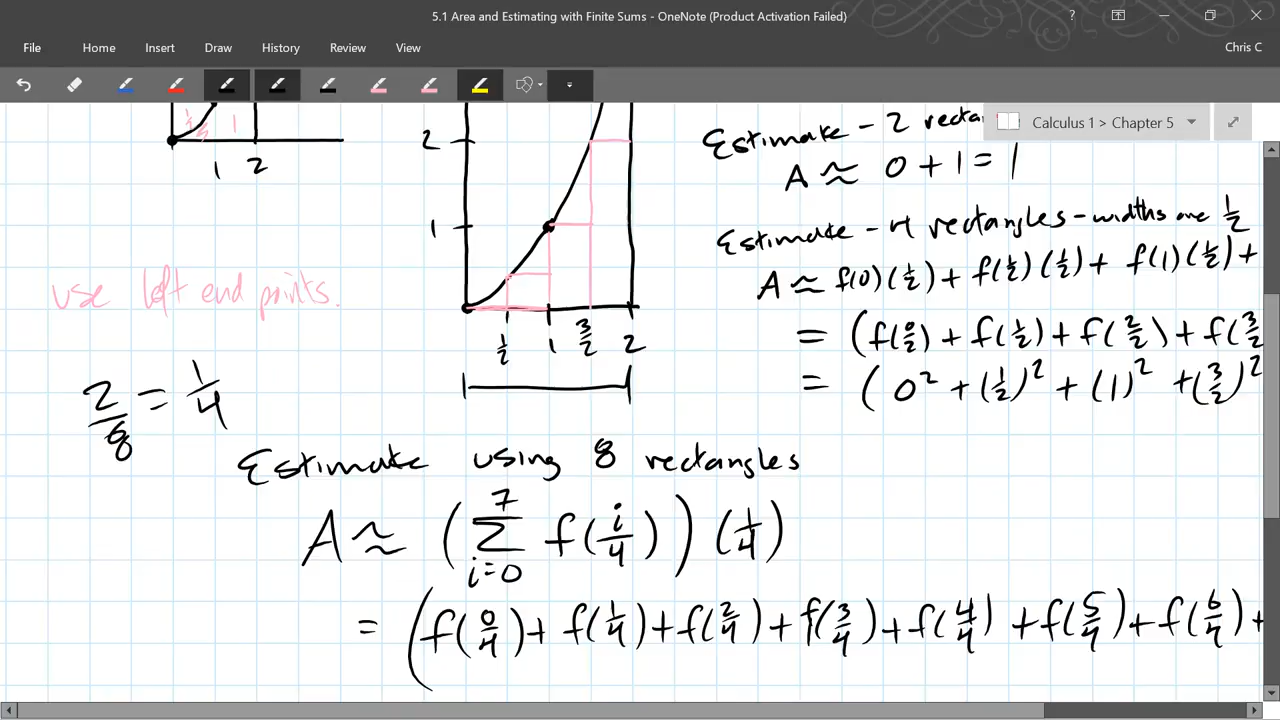 5.1 Area and Estimating with Finite Sums - OneNote (Product Activation Failed)
File Home Insert Draw History Review View Chris C
Calculus 1 > Chapter 5
1 2
2
1
1/2 1 3/2 2
use left end points.
2/8 = 1/4
Estimate - 2 recta
A ≈ 0 + 1 = 1
Estimate - 4 rectangles - widths are 1/2
A ≈ f(0)(1/2) + f(1/2)(1/2) + f(1)(1/2) +
= (f(0/2) + f(1/2) + f(2/2) + f(3/2
= (0² + (1/2)² + (1)² + (3/2)²
Estimate using 8 rectangles
A ≈ (∑_{i=0}^{7} f(i/4)) (1/4)
= (f(0/4) + f(1/4) + f(2/4) + f(3/4) + f(4/4) + f(5/4) + f(6/4) +